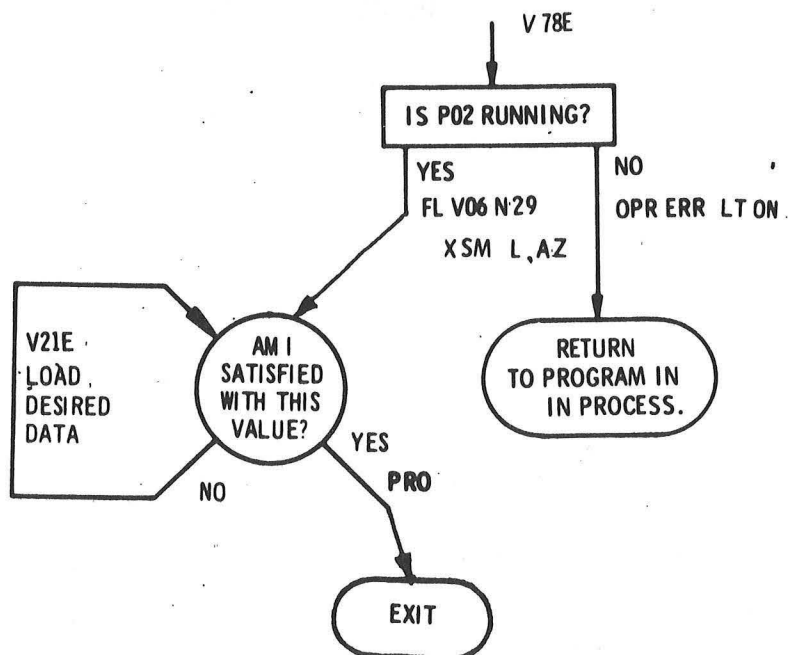 V 78E
IS P02 RUNNING?
YES
FL V06 N29
XSM L, AZ
NO
OPR ERR LT ON
V21E
LOAD
DESIRED
DATA
AM I
SATISFIED
WITH THIS
VALUE?
NO
YES
PRO
RETURN
TO PROGRAM IN
IN PROCESS.
EXIT